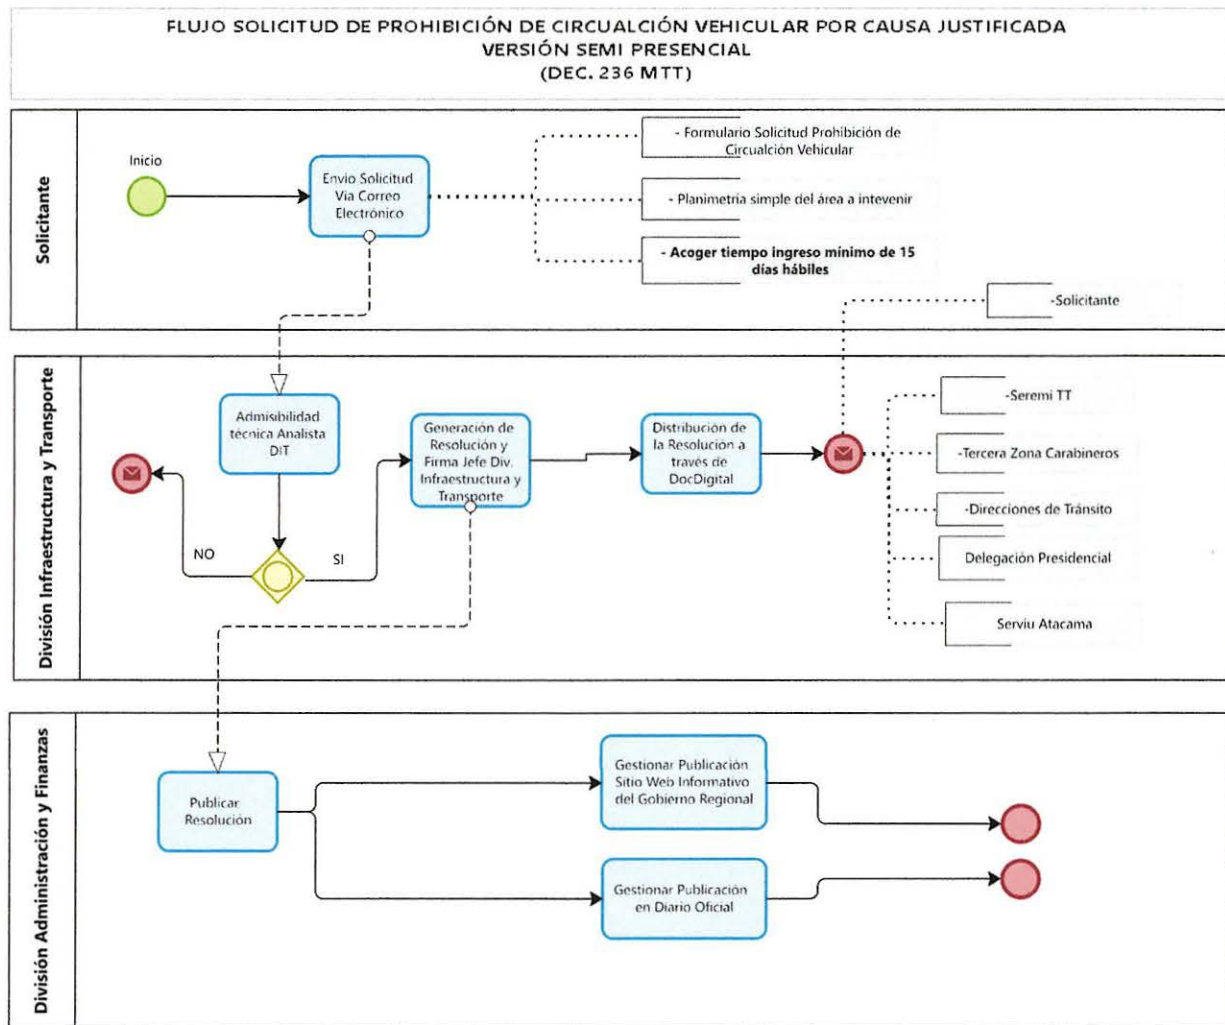 FLUJO SOLICITUD DE PROHIBICIÓN DE CIRCUALCIÓN VEHICULAR POR CAUSA JUSTIFICADA
VERSIÓN SEMI PRESENCIAL
(DEC. 236 MTT)
Solicitante
Inicio
Envio Solicitud
Via Correo
Electrónico
- Formulario Solicitud Prohibición de
Circualción Vehicular
- Planimetría simple del área a intevenir
- Acoger tiempo ingreso mínimo de 15
días hábiles
-Solicitante
División Infraestructura y Transporte
Admisibilidad
técnica Analista
DIT
NO
SI
Generación de
Resolución y
Firma Jefe Div.
Infraestructura y
Transporte
Distribución de
la Resolución a
través de
DocDigital
-Seremi TT
-Tercera Zona Carabineros
-Direcciones de Tránsito
Delegación Presidencial
Serviu Atacama
División Administración y Finanzas
Publicar
Resolución
Gestionar Publicación
Sitio Web Informativo
del Gobierno Regional
Gestionar Publicación
en Diario Oficial